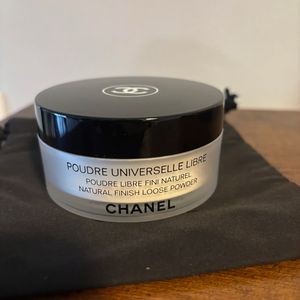 POUDRE UNIVERSELLE LIBRE
POUDRE LIBRE FINI NATUREL
NATURAL FINISH LOOSE POWDER
CHANEL